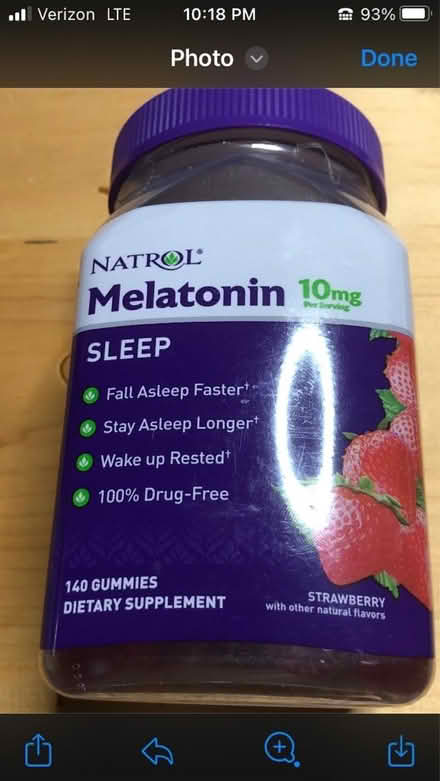 Verizon LTE 10:18 PM 93%
Photo Done
NATROL®
Melatonin 10mg
Per Serving
SLEEP
Fall Asleep Faster†
Stay Asleep Longer†
Wake up Rested†
100% Drug-Free
140 GUMMIES
DIETARY SUPPLEMENT
STRAWBERRY
with other natural flavors